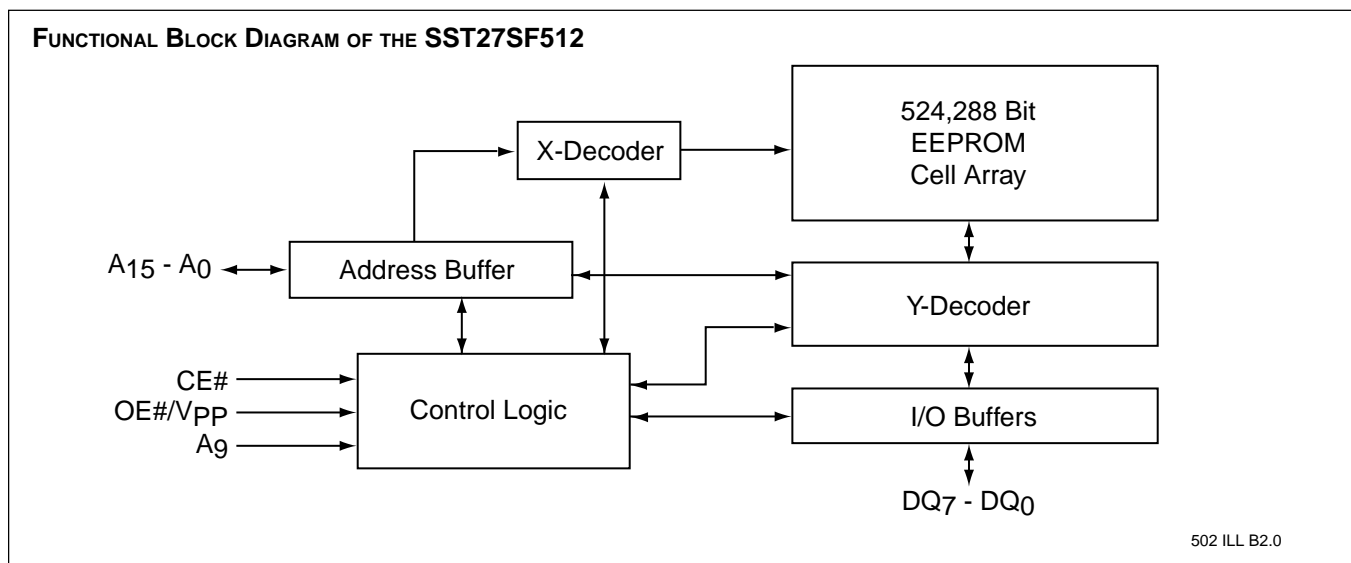 FUNCTIONAL BLOCK DIAGRAM OF THE SST27SF512
524,288 Bit
EEPROM
Cell Array
X-Decoder
A15 - A0
Address Buffer
Y-Decoder
CE#
OE#/VPP
A9
Control Logic
I/O Buffers
DQ7 - DQ0
502 ILL B2.0